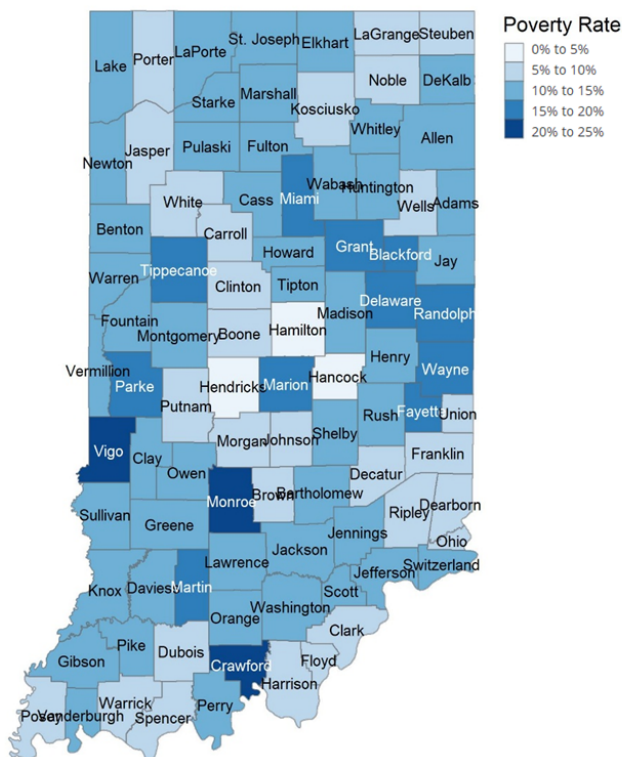 Poverty Rate
0% to 5%
5% to 10%
10% to 15%
15% to 20%
20% to 25%
Lake
Porter
LaPorte
St. Joseph
Elkhart
LaGrange
Steuben
Noble
DeKalb
Starke
Marshall
Kosciusko
Whitley
Allen
Newton
Jasper
Pulaski
Fulton
Miami
Wabash
Huntington
Wells
Adams
White
Cass
Benton
Carroll
Howard
Grant
Blackford
Jay
Warren
Tippecanoe
Clinton
Tipton
Madison
Delaware
Randolph
Fountain
Montgomery
Boone
Hamilton
Henry
Wayne
Vermillion
Parke
Putnam
Hendricks
Marion
Hancock
Rush
Fayette
Union
Vigo
Clay
Owen
Morgan
Johnson
Shelby
Franklin
Decatur
Monroe
Brown
Bartholomew
Ripley
Dearborn
Sullivan
Greene
Jennings
Ohio
Lawrence
Jackson
Jefferson
Switzerland
Knox
Daviess
Martin
Orange
Washington
Scott
Clark
Gibson
Pike
Dubois
Crawford
Floyd
Harrison
Posey
Vanderburgh
Warrick
Spencer
Perry